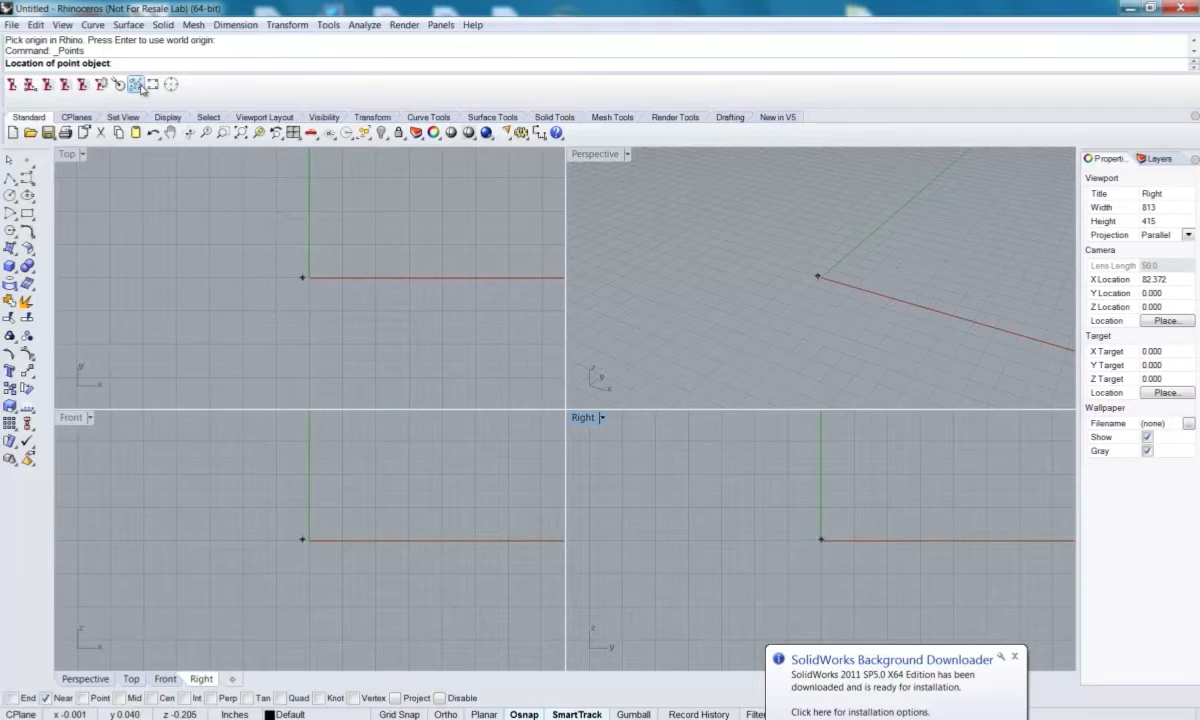 Untitled - Rhinoceros (Not For Resale Lab) (64-bit)
File Edit View Curve Surface Solid Mesh Dimension Transform Tools Analyze Render Panels Help
Pick origin in Rhino. Press Enter to use world origin:
Command: _Points
Location of point object:
Standard CPlanes Set View Display Select Viewport Layout Visibility Transform Curve Tools Surface Tools Solid Tools Mesh Tools Render Tools Drafting New in V5
Top
Perspective
Properti... Layers
Viewport
Title Right
Width 813
Height 415
Projection Parallel
Camera
Lens Length 50.0
X Location 82.372
Y Location 0.000
Z Location 0.000
Location Place...
Target
X Target 0.000
Y Target 0.000
Z Target 0.000
Location Place...
Wallpaper
Filename (none) ...
Show
Gray
y
x
z
y
x
Front
Right
z
x
z
y
SolidWorks Background Downloader
SolidWorks 2011 SP5.0 X64 Edition has been
downloaded and is ready for installation.
Click here for installation options.
Perspective Top Front Right
End Near Point Mid Cen Int Perp Tan Quad Knot Vertex Project Disable
CPlane x -0.001 y 0.040 z -0.205 Inches Default Grid Snap Ortho Planar Osnap SmartTrack Gumball Record History Filter